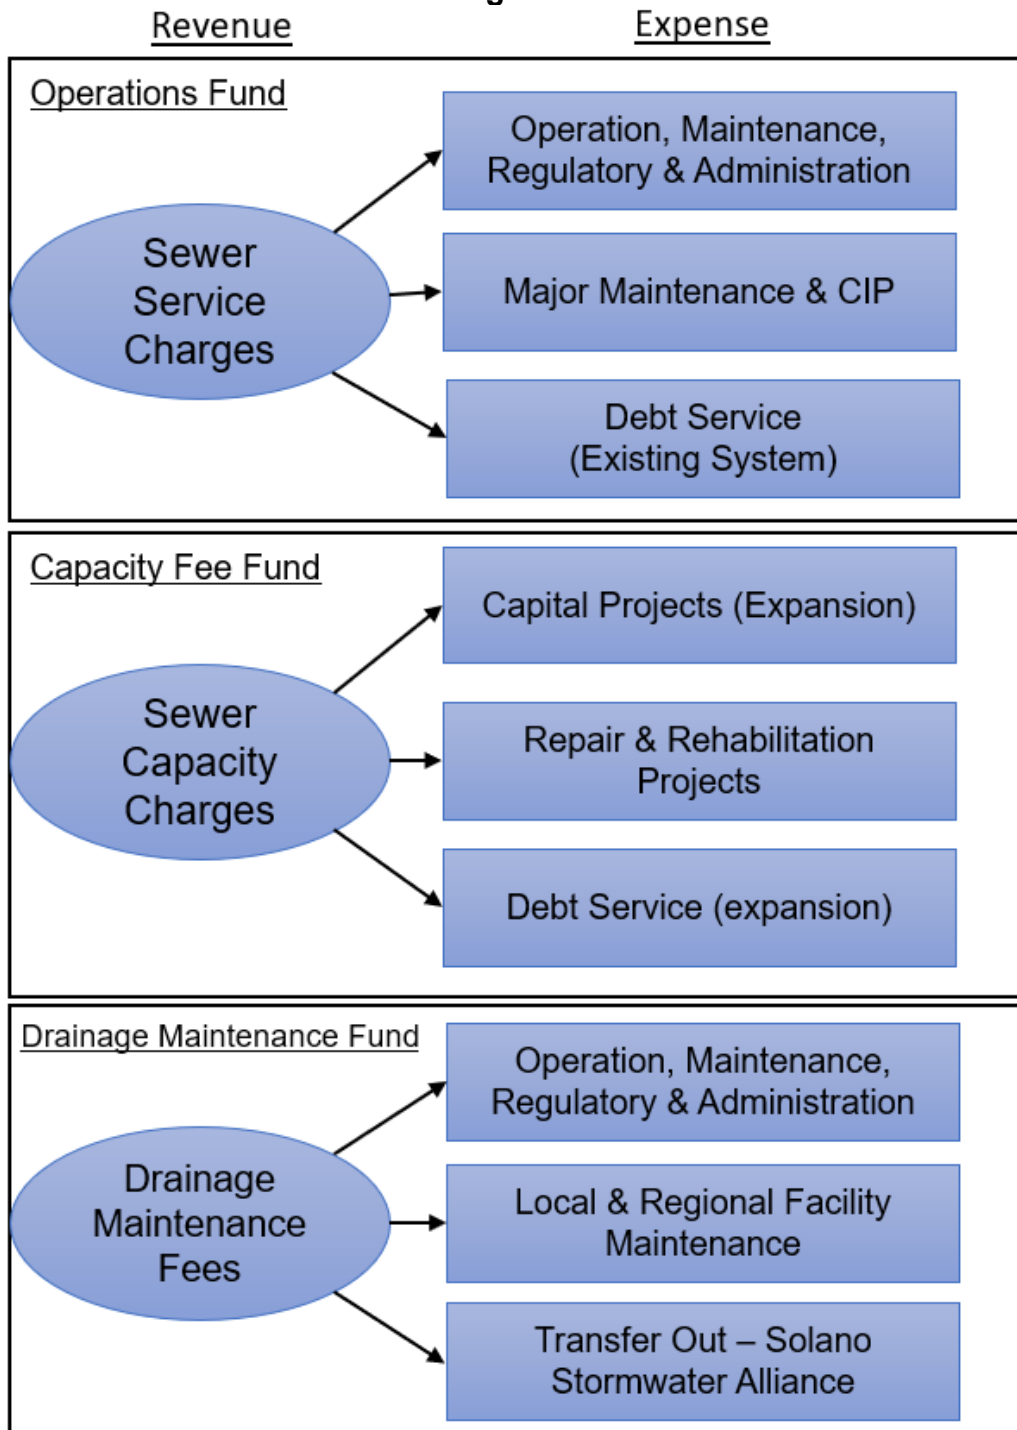 Revenue
Expense
Operations Fund
Sewer
Service
Charges
Operation, Maintenance,
Regulatory & Administration
Major Maintenance & CIP
Debt Service
(Existing System)
Capacity Fee Fund
Sewer
Capacity
Charges
Capital Projects (Expansion)
Repair & Rehabilitation
Projects
Debt Service (expansion)
Drainage Maintenance Fund
Drainage
Maintenance
Fees
Operation, Maintenance,
Regulatory & Administration
Local & Regional Facility
Maintenance
Transfer Out – Solano
Stormwater Alliance